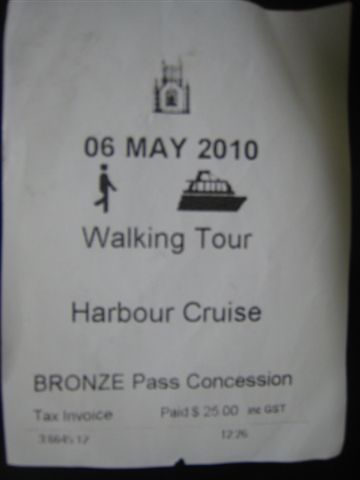 06 MAY 2010
Walking Tour
Harbour Cruise
BRONZE Pass Concession
Tax Invoice Paid $ 25.00 inc GST
12:26